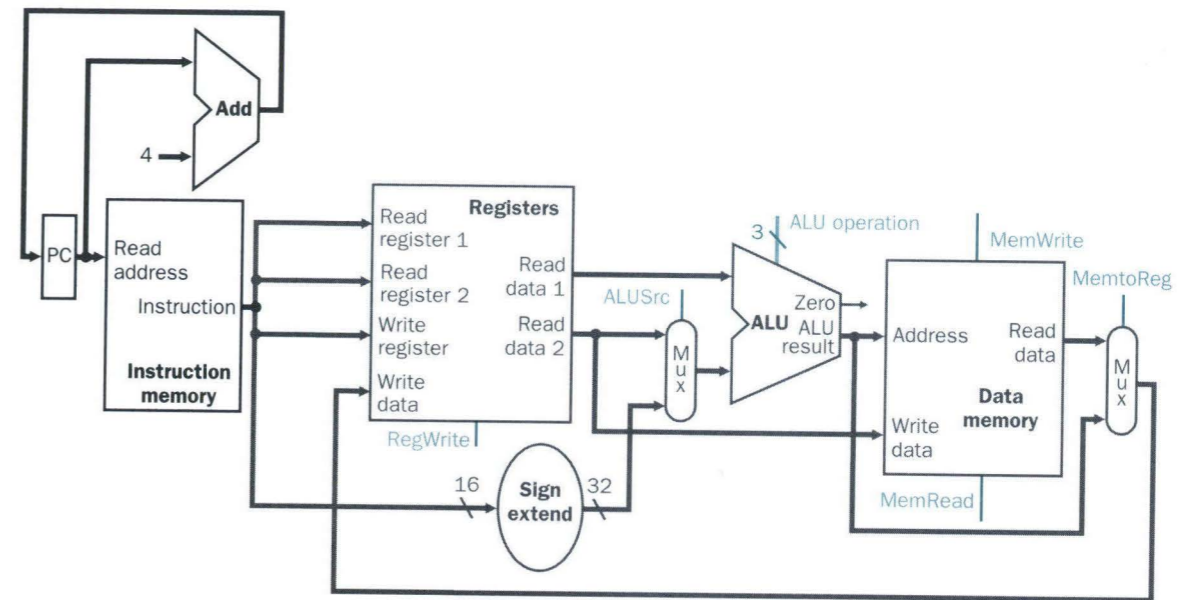 Add
4
PC
Read
address
Instruction
Instruction
memory
Registers
Read
register 1
Read
register 2
Write
register
Write
data
Read
data 1
Read
data 2
RegWrite
16
Sign
extend
32
ALUSrc
M
u
x
3
ALU operation
Zero
ALU
ALU
result
MemWrite
Address
Read
data
Data
memory
Write
data
MemRead
MemtoReg
M
u
x